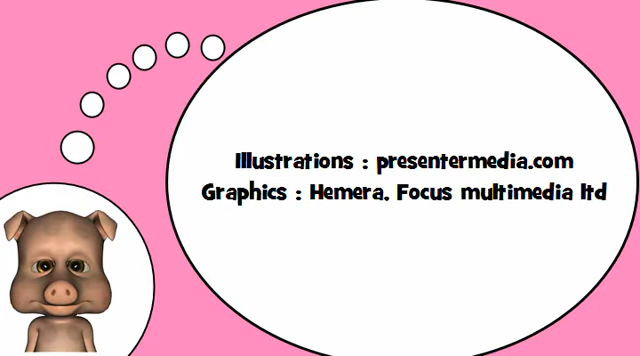 Illustrations : presentermedia.com
Graphics : Hemera. Focus multimedia ltd